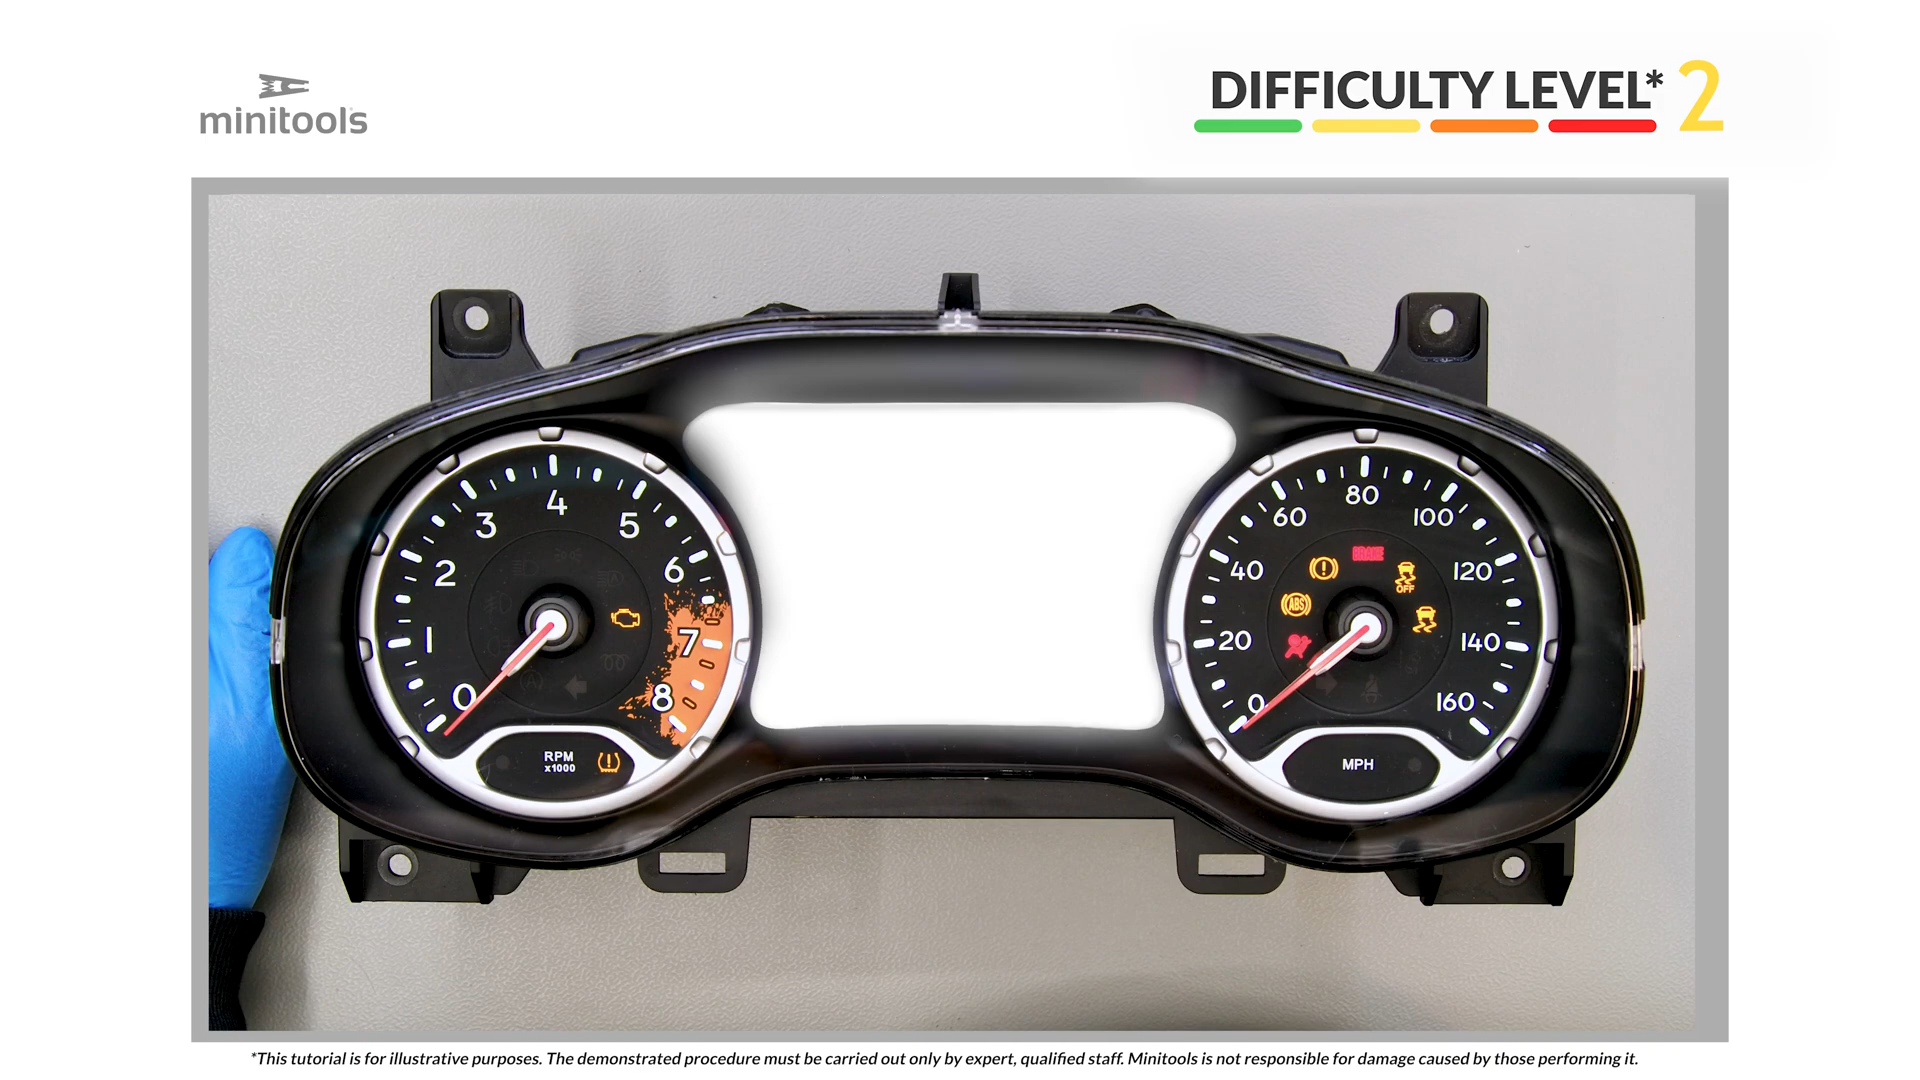 minitools
DIFFICULTY LEVEL* 2
0 1 2 3 4 5 6 7 8
RPM
x1000
0 20 40 60 80 100 120 140 160
BRAKE
OFF
ABS
MPH
*This tutorial is for illustrative purposes. The demonstrated procedure must be carried out only by expert, qualified staff. Minitools is not responsible for damage caused by those performing it.